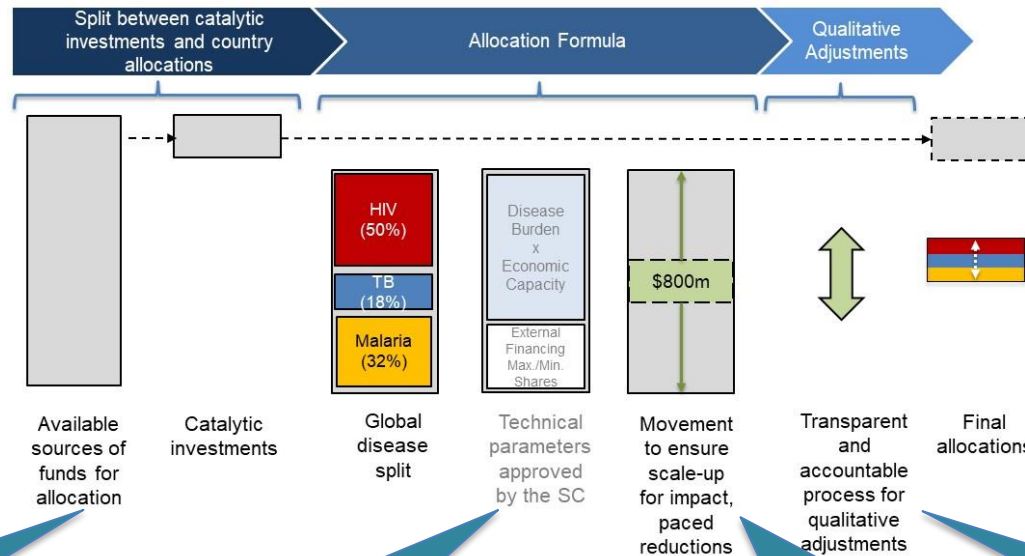 Split between catalytic
investments and country
allocations
Allocation Formula
Qualitative
Adjustments
HIV
(50%)
TB
(18%)
Malaria
(32%)
Disease
Burden
x
Economic
Capacity
External
Financing
Max./Min.
Shares
$800m
Available
sources of
funds for
allocation
Catalytic
investments
Global
disease
split
Technical
parameters
approved
by the SC
Movement
to ensure
scale-up
for impact,
paced
reductions
Transparent
and
accountable
process for
qualitative
adjustments
Final
allocations